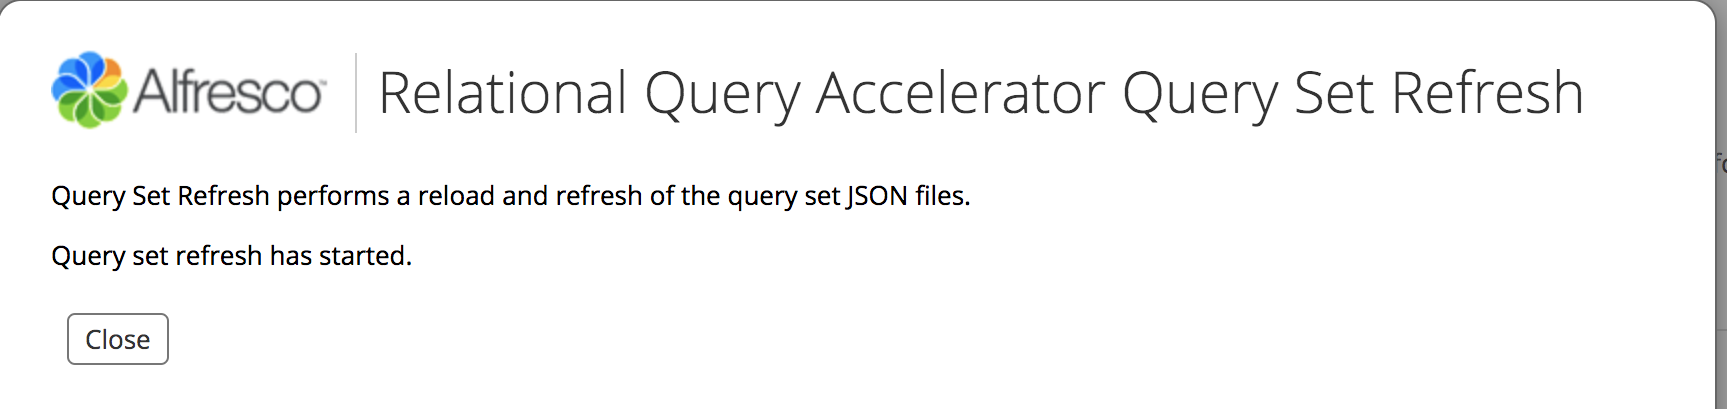 Alfresco™
Relational Query Accelerator Query Set Refresh
Query Set Refresh performs a reload and refresh of the query set JSON files.
Query set refresh has started.
Close